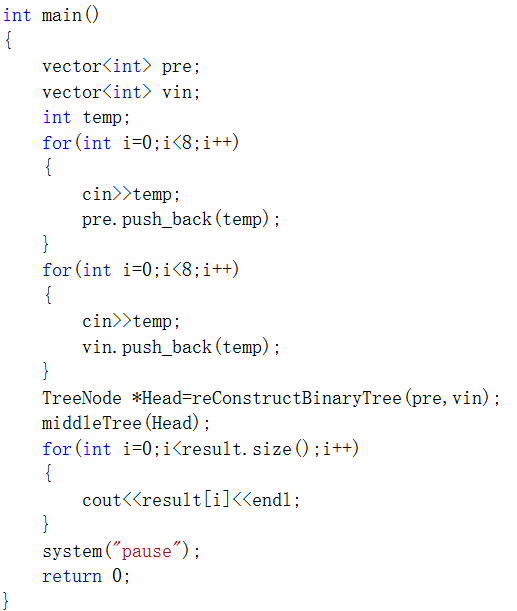 int main()
{
    vector<int> pre;
    vector<int> vin;
    int temp;
    for(int i=0;i<8;i++)
    {
        cin>>temp;
        pre.push_back(temp);
    }
    for(int i=0;i<8;i++)
    {
        cin>>temp;
        vin.push_back(temp);
    }
    TreeNode *Head=reConstructBinaryTree(pre,vin);
    middleTree(Head);
    for(int i=0;i<result.size();i++)
    {
        cout<<result[i]<<endl;
    }
    system("pause");
    return 0;
}